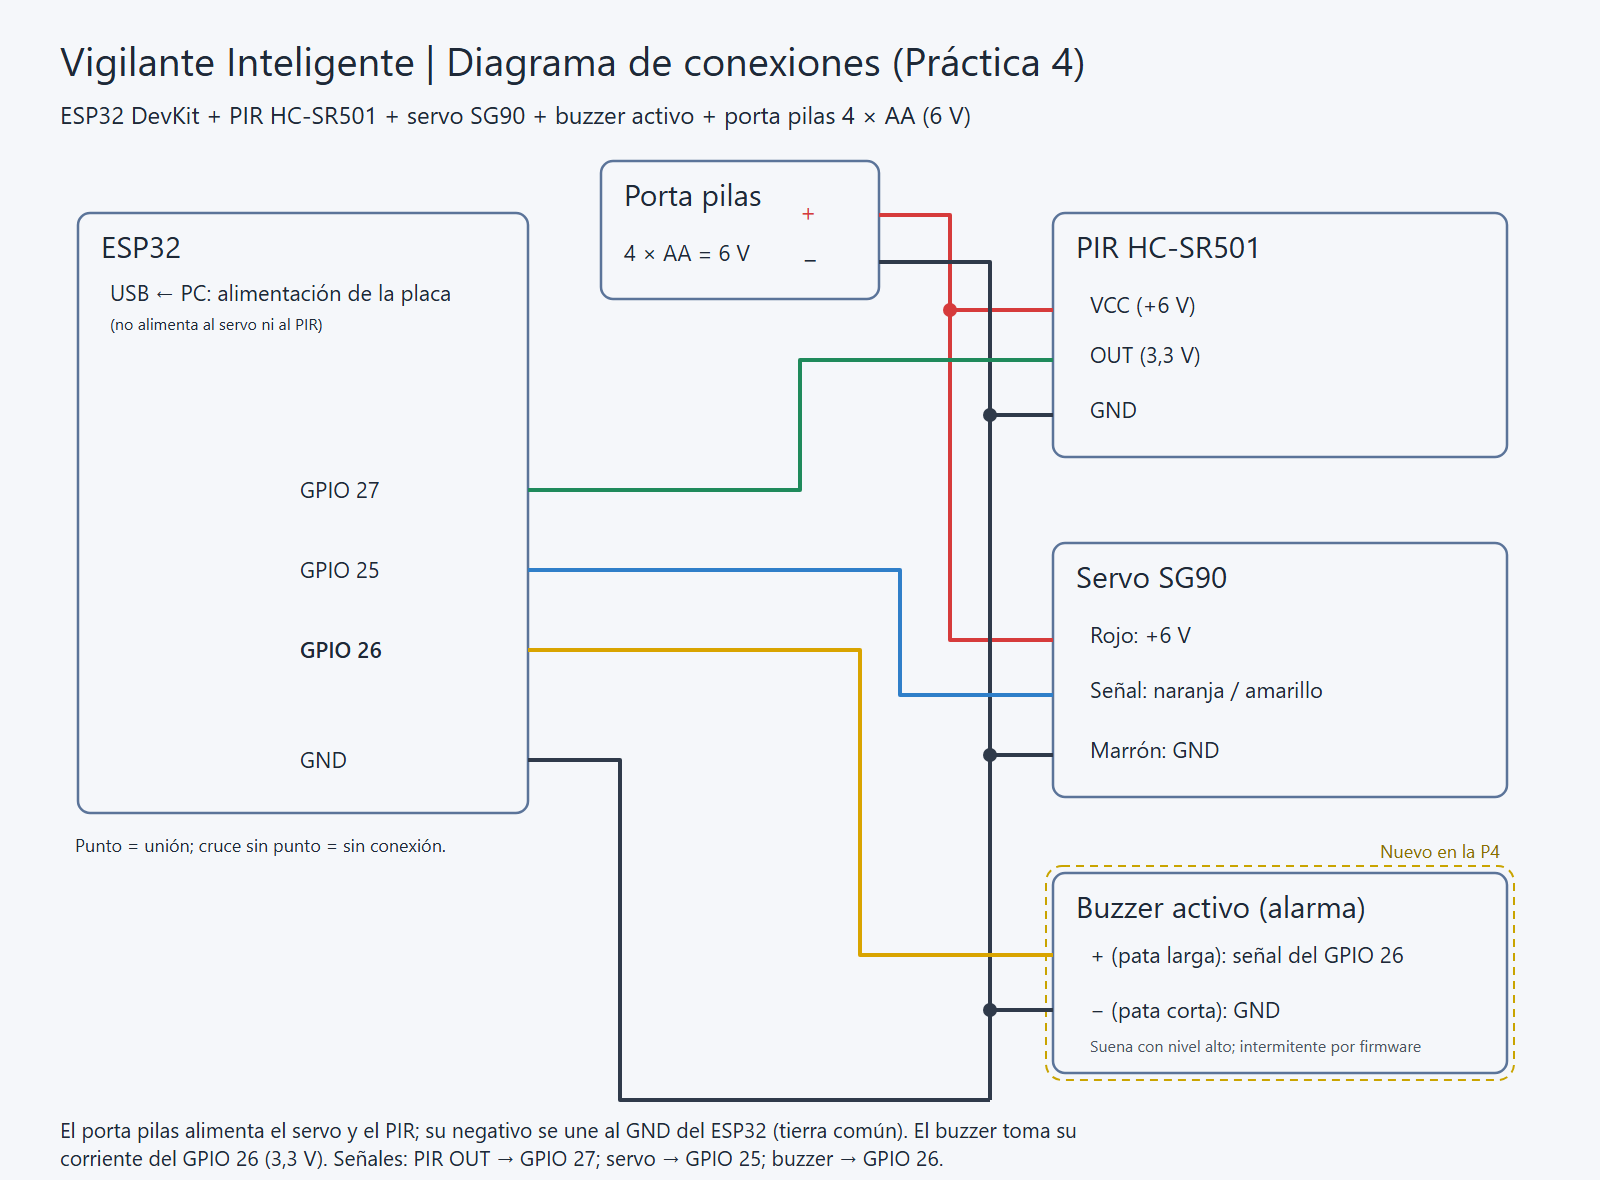 Vigilante Inteligente | Diagrama de conexiones (Práctica 4)
ESP32 DevKit + PIR HC-SR501 + servo SG90 + buzzer activo + porta pilas 4 × AA (6 V)
Porta pilas
+
4 × AA = 6 V
−
ESP32
USB ← PC: alimentación de la placa
(no alimenta al servo ni al PIR)
GPIO 27
GPIO 25
GPIO 26
GND
Punto = unión; cruce sin punto = sin conexión.
PIR HC-SR501
VCC (+6 V)
OUT (3,3 V)
GND
Servo SG90
Rojo: +6 V
Señal: naranja / amarillo
Marrón: GND
Nuevo en la P4
Buzzer activo (alarma)
+ (pata larga): señal del GPIO 26
− (pata corta): GND
Suena con nivel alto; intermitente por firmware
El porta pilas alimenta el servo y el PIR; su negativo se une al GND del ESP32 (tierra común). El buzzer toma su
corriente del GPIO 26 (3,3 V). Señales: PIR OUT → GPIO 27; servo → GPIO 25; buzzer → GPIO 26.